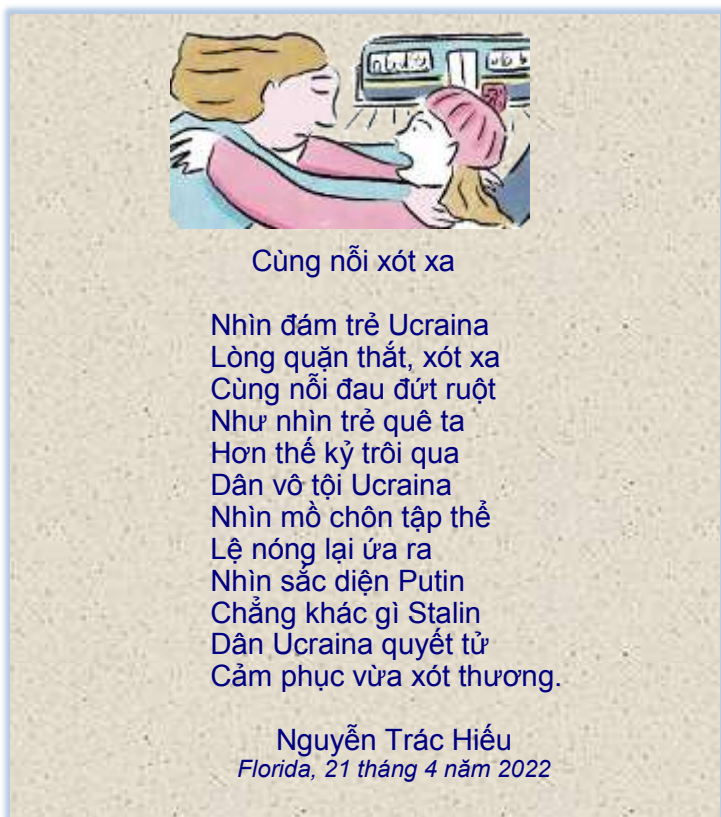 Cùng nỗi xót xa
Nhìn đám trẻ Ucraina
Lòng quặn thắt, xót xa
Cùng nỗi đau đứt ruột
Như nhìn trẻ quê ta
Hơn thế kỷ trôi qua
Dân vô tội Ucraina
Nhìn mồ chôn tập thể
Lệ nóng lại ứa ra
Nhìn sắc diện Putin
Chẳng khác gì Stalin
Dân Ucraina quyết tử
Cảm phục vừa xót thương.
Nguyễn Trác Hiếu
Florida, 21 tháng 4 năm 2022